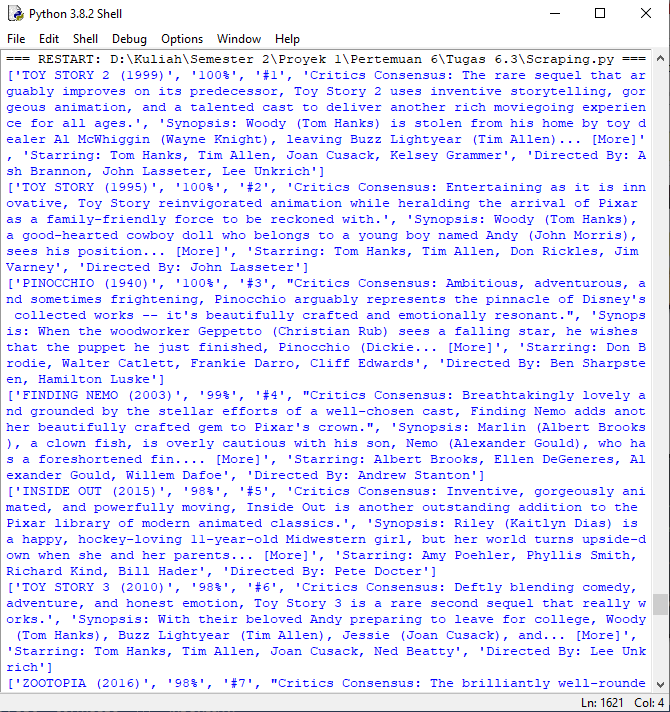 Python 3.8.2 Shell
File Edit Shell Debug Options Window Help
=== RESTART: D:\Kuliah\Semester 2\Proyek 1\Pertemuan 6\Tugas 6.3\Scraping.py ===
['TOY STORY 2 (1999)', '100%', '#1', 'Critics Consensus: The rare sequel that ar
guably improves on its predecessor, Toy Story 2 uses inventive storytelling, gor
geous animation, and a talented cast to deliver another rich moviegoing experien
ce for all ages.', 'Synopsis: Woody (Tom Hanks) is stolen from his home by toy d
ealer Al McWhiggin (Wayne Knight), leaving Buzz Lightyear (Tim Allen)... [More]'
, 'Starring: Tom Hanks, Tim Allen, Joan Cusack, Kelsey Grammer', 'Directed By: A
sh Brannon, John Lasseter, Lee Unkrich']
['TOY STORY (1995)', '100%', '#2', 'Critics Consensus: Entertaining as it is inn
ovative, Toy Story reinvigorated animation while heralding the arrival of Pixar
as a family-friendly force to be reckoned with.', 'Synopsis: Woody (Tom Hanks),
a good-hearted cowboy doll who belongs to a young boy named Andy (John Morris),
sees his position... [More]', 'Starring: Tom Hanks, Tim Allen, Don Rickles, Jim
Varney', 'Directed By: John Lasseter']
['PINOCCHIO (1940)', '100%', '#3', "Critics Consensus: Ambitious, adventurous, a
nd sometimes frightening, Pinocchio arguably represents the pinnacle of Disney's
 collected works -- it's beautifully crafted and emotionally resonant.", 'Synops
is: When the woodworker Geppetto (Christian Rub) sees a falling star, he wishes
that the puppet he just finished, Pinocchio (Dickie... [More]', 'Starring: Don B
rodie, Walter Catlett, Frankie Darro, Cliff Edwards', 'Directed By: Ben Sharpste
en, Hamilton Luske']
['FINDING NEMO (2003)', '99%', '#4', "Critics Consensus: Breathtakingly lovely a
nd grounded by the stellar efforts of a well-chosen cast, Finding Nemo adds anot
her beautifully crafted gem to Pixar's crown.", 'Synopsis: Marlin (Albert Brooks
), a clown fish, is overly cautious with his son, Nemo (Alexander Gould), who ha
s a foreshortened fin.... [More]', 'Starring: Albert Brooks, Ellen DeGeneres, Al
exander Gould, Willem Dafoe', 'Directed By: Andrew Stanton']
['INSIDE OUT (2015)', '98%', '#5', 'Critics Consensus: Inventive, gorgeously ani
mated, and powerfully moving, Inside Out is another outstanding addition to the
Pixar library of modern animated classics.', 'Synopsis: Riley (Kaitlyn Dias) is
a happy, hockey-loving 11-year-old Midwestern girl, but her world turns upside-d
own when she and her parents... [More]', 'Starring: Amy Poehler, Phyllis Smith,
Richard Kind, Bill Hader', 'Directed By: Pete Docter']
['TOY STORY 3 (2010)', '98%', '#6', 'Critics Consensus: Deftly blending comedy,
adventure, and honest emotion, Toy Story 3 is a rare second sequel that really w
orks.', 'Synopsis: With their beloved Andy preparing to leave for college, Woody
 (Tom Hanks), Buzz Lightyear (Tim Allen), Jessie (Joan Cusack), and... [More]',
'Starring: Tom Hanks, Tim Allen, Joan Cusack, Ned Beatty', 'Directed By: Lee Unk
rich']
['ZOOTOPIA (2016)', '98%', '#7', "Critics Consensus: The brilliantly well-rounde
Ln: 1621 Col: 4